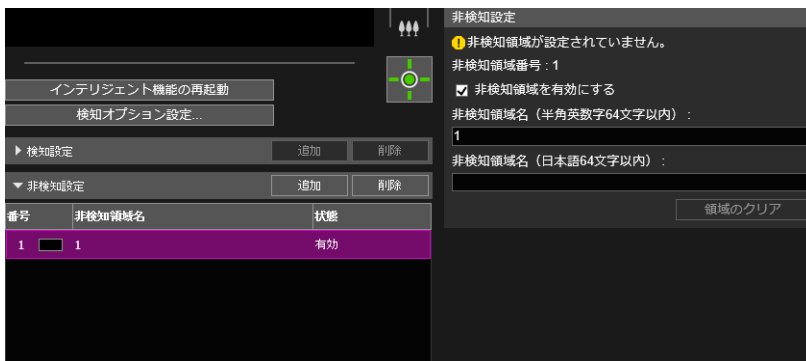 インテリジェント機能の再起動
検知オプション設定...
検知設定 追加 削除
非検知設定 追加 削除
番号 非検知領域名 状態
1 1 有効
非検知設定
非検知領域が設定されていません。
非検知領域番号 : 1
非検知領域を有効にする
非検知領域名（半角英数字64文字以内）:
1
非検知領域名（日本語64文字以内）:
領域のクリア